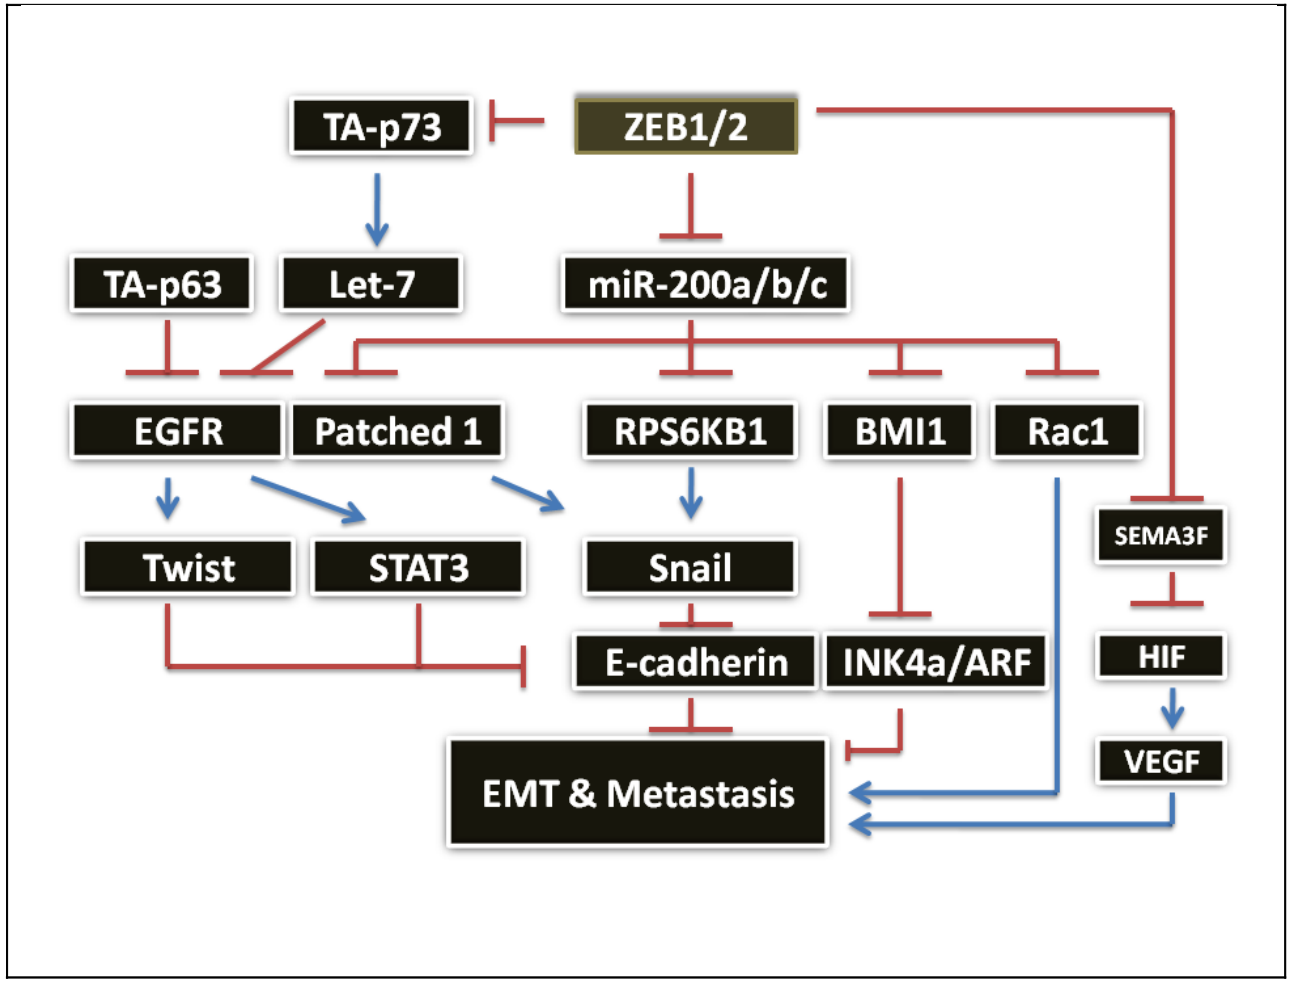 TA-p73
ZEB1/2
TA-p63
Let-7
miR-200a/b/c
EGFR
Patched 1
RPS6KB1
BMI1
Rac1
SEMA3F
Twist
STAT3
Snail
E-cadherin
INK4a/ARF
HIF
VEGF
EMT & Metastasis